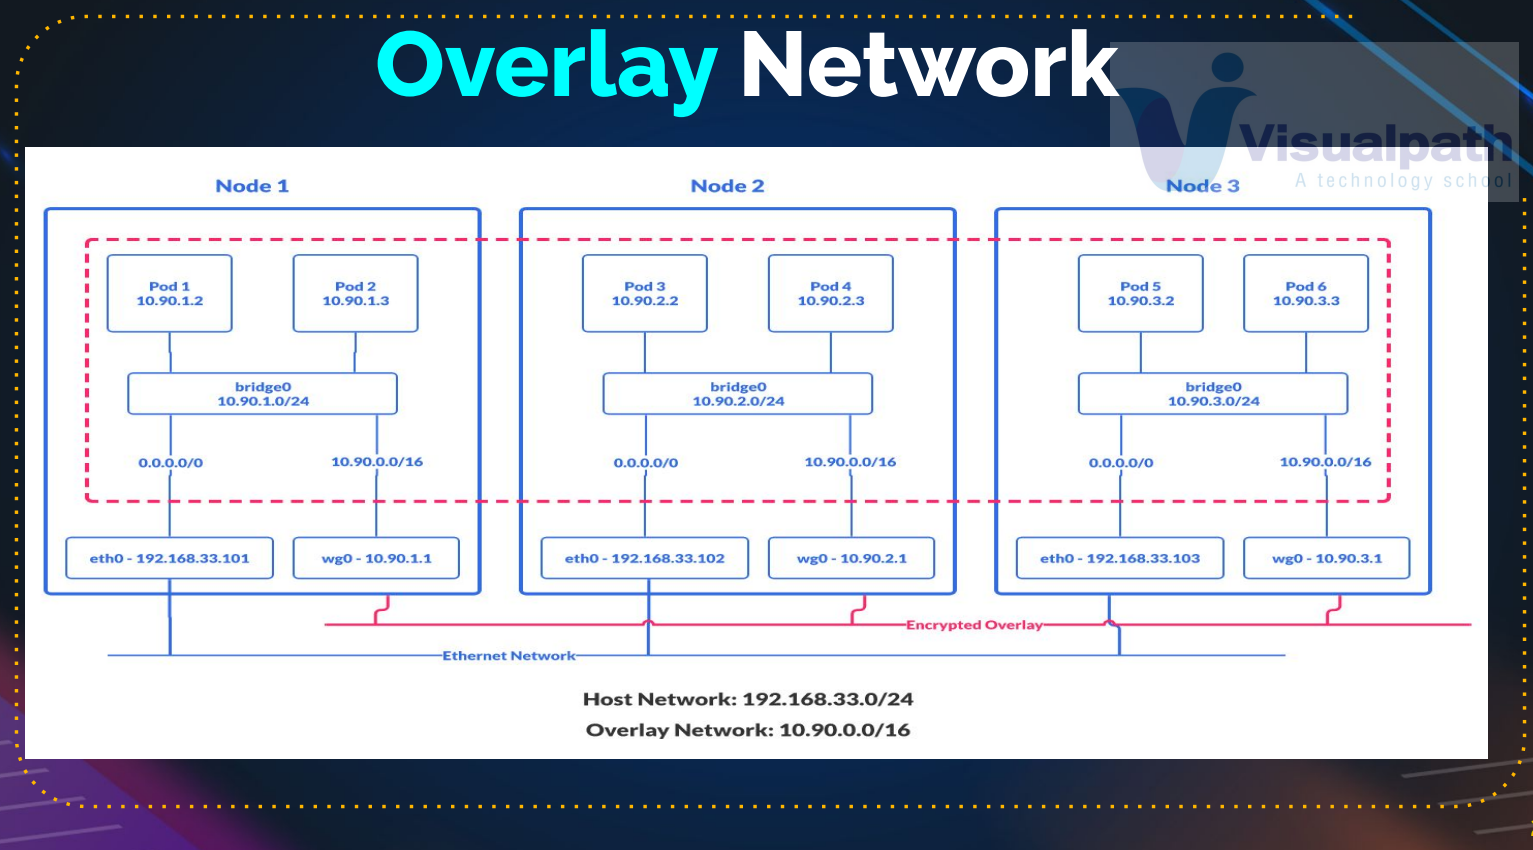 Overlay Network
Visualpath
A technology school
Node 1
Node 2
Node 3
Pod 1
10.90.1.2
Pod 2
10.90.1.3
Pod 3
10.90.2.2
Pod 4
10.90.2.3
Pod 5
10.90.3.2
Pod 6
10.90.3.3
bridge0
10.90.1.0/24
bridge0
10.90.2.0/24
bridge0
10.90.3.0/24
0.0.0.0/0
10.90.0.0/16
0.0.0.0/0
10.90.0.0/16
0.0.0.0/0
10.90.0.0/16
eth0 - 192.168.33.101
wg0 - 10.90.1.1
eth0 - 192.168.33.102
wg0 - 10.90.2.1
eth0 - 192.168.33.103
wg0 - 10.90.3.1
Encrypted Overlay
Ethernet Network
Host Network: 192.168.33.0/24
Overlay Network: 10.90.0.0/16